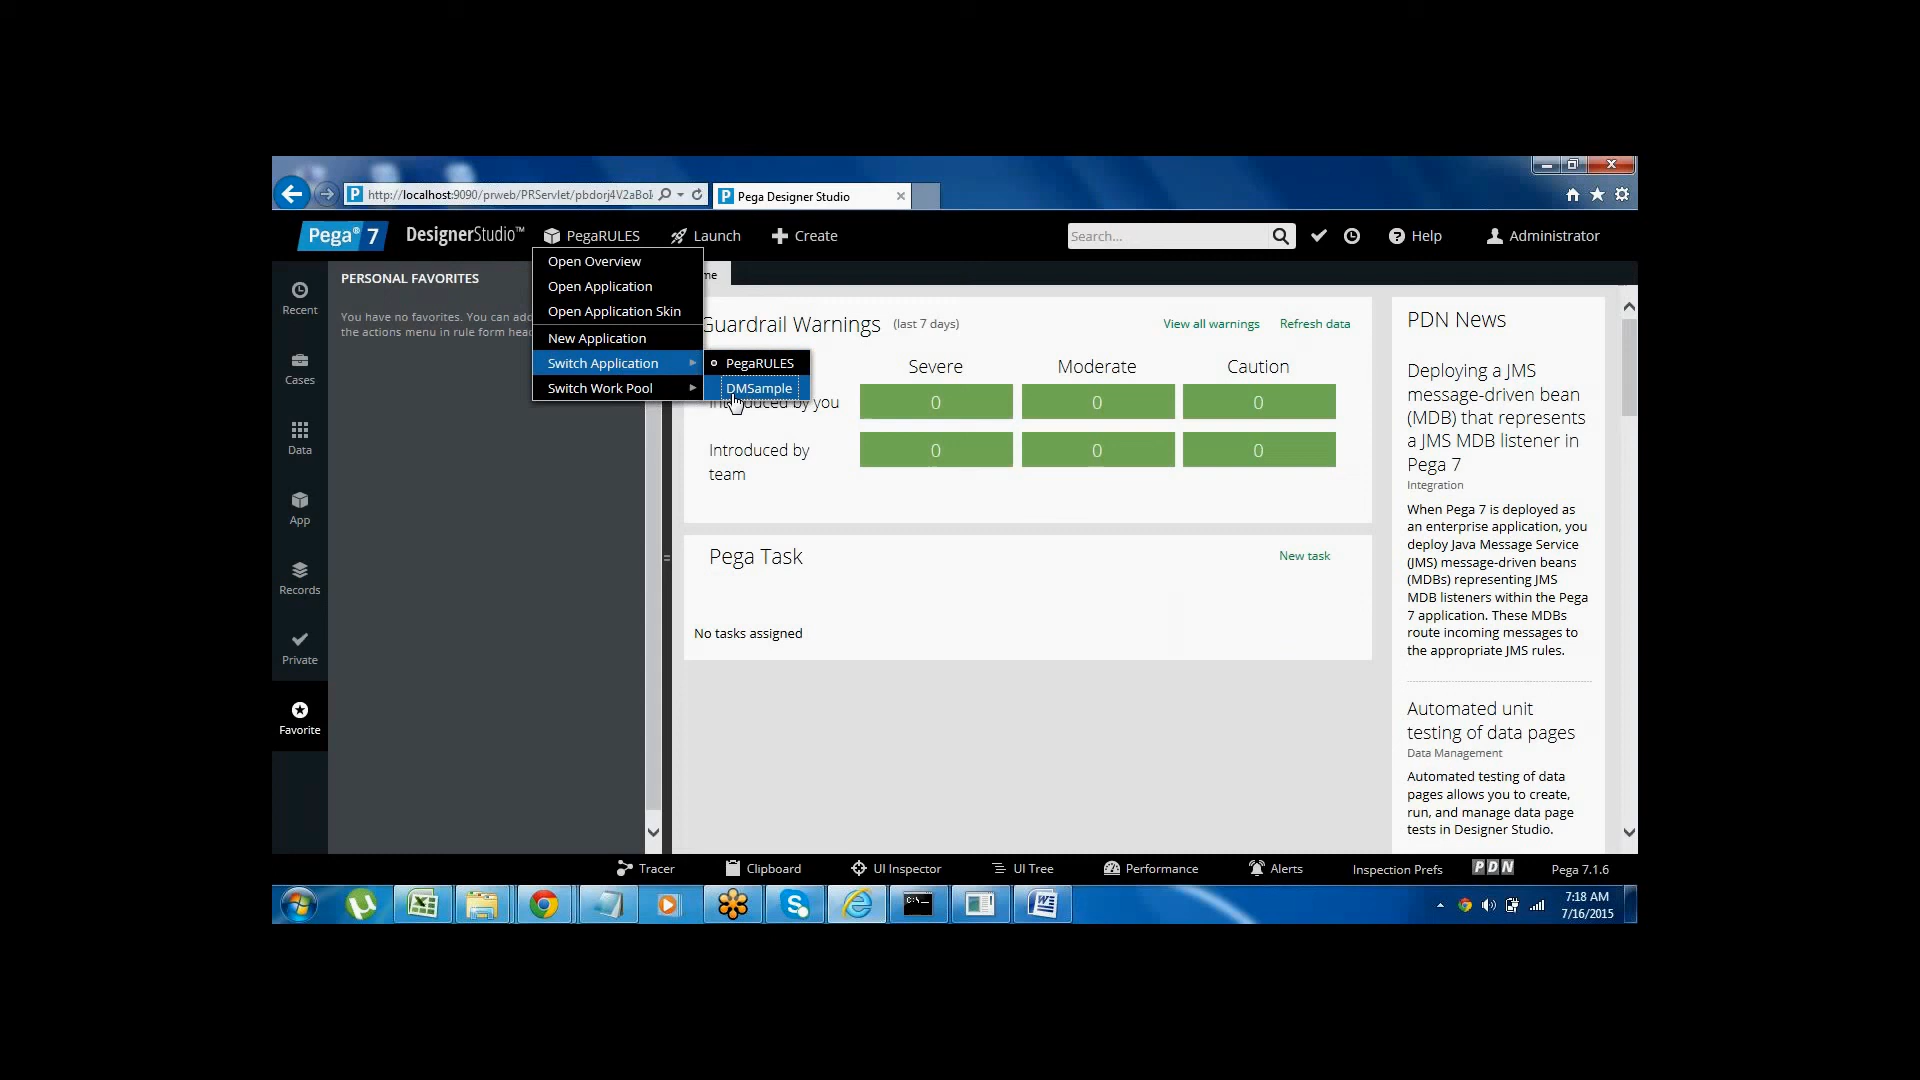 http://localhost:9090/prweb/PRServlet/pbdorj4V2aBoI
Pega Designer Studio
Pega® 7
DesignerStudio™
PegaRULES
Launch
Create
Search...
Help
Administrator
Open Overview
Open Application
Open Application Skin
New Application
Switch Application
Switch Work Pool
PegaRULES
DMSample
Recent
Cases
Data
App
Records
Private
Favorite
PERSONAL FAVORITES
You have no favorites. You can add
the actions menu in rule form head
me
Guardrail Warnings
(last 7 days)
View all warnings
Refresh data
Severe
Moderate
Caution
Introduced by you
0
0
0
Introduced by
team
0
0
0
Pega Task
New task
No tasks assigned
PDN News
Deploying a JMS
message-driven bean
(MDB) that represents
a JMS MDB listener in
Pega 7
Integration
When Pega 7 is deployed as
an enterprise application, you
deploy Java Message Service
(JMS) message-driven beans
(MDBs) representing JMS
MDB listeners within the Pega
7 application. These MDBs
route incoming messages to
the appropriate JMS rules.
Automated unit
testing of data pages
Data Management
Automated testing of data
pages allows you to create,
run, and manage data page
tests in Designer Studio.
Tracer
Clipboard
UI Inspector
UI Tree
Performance
Alerts
Inspection Prefs
PDN
Pega 7.1.6
7:18 AM
7/16/2015